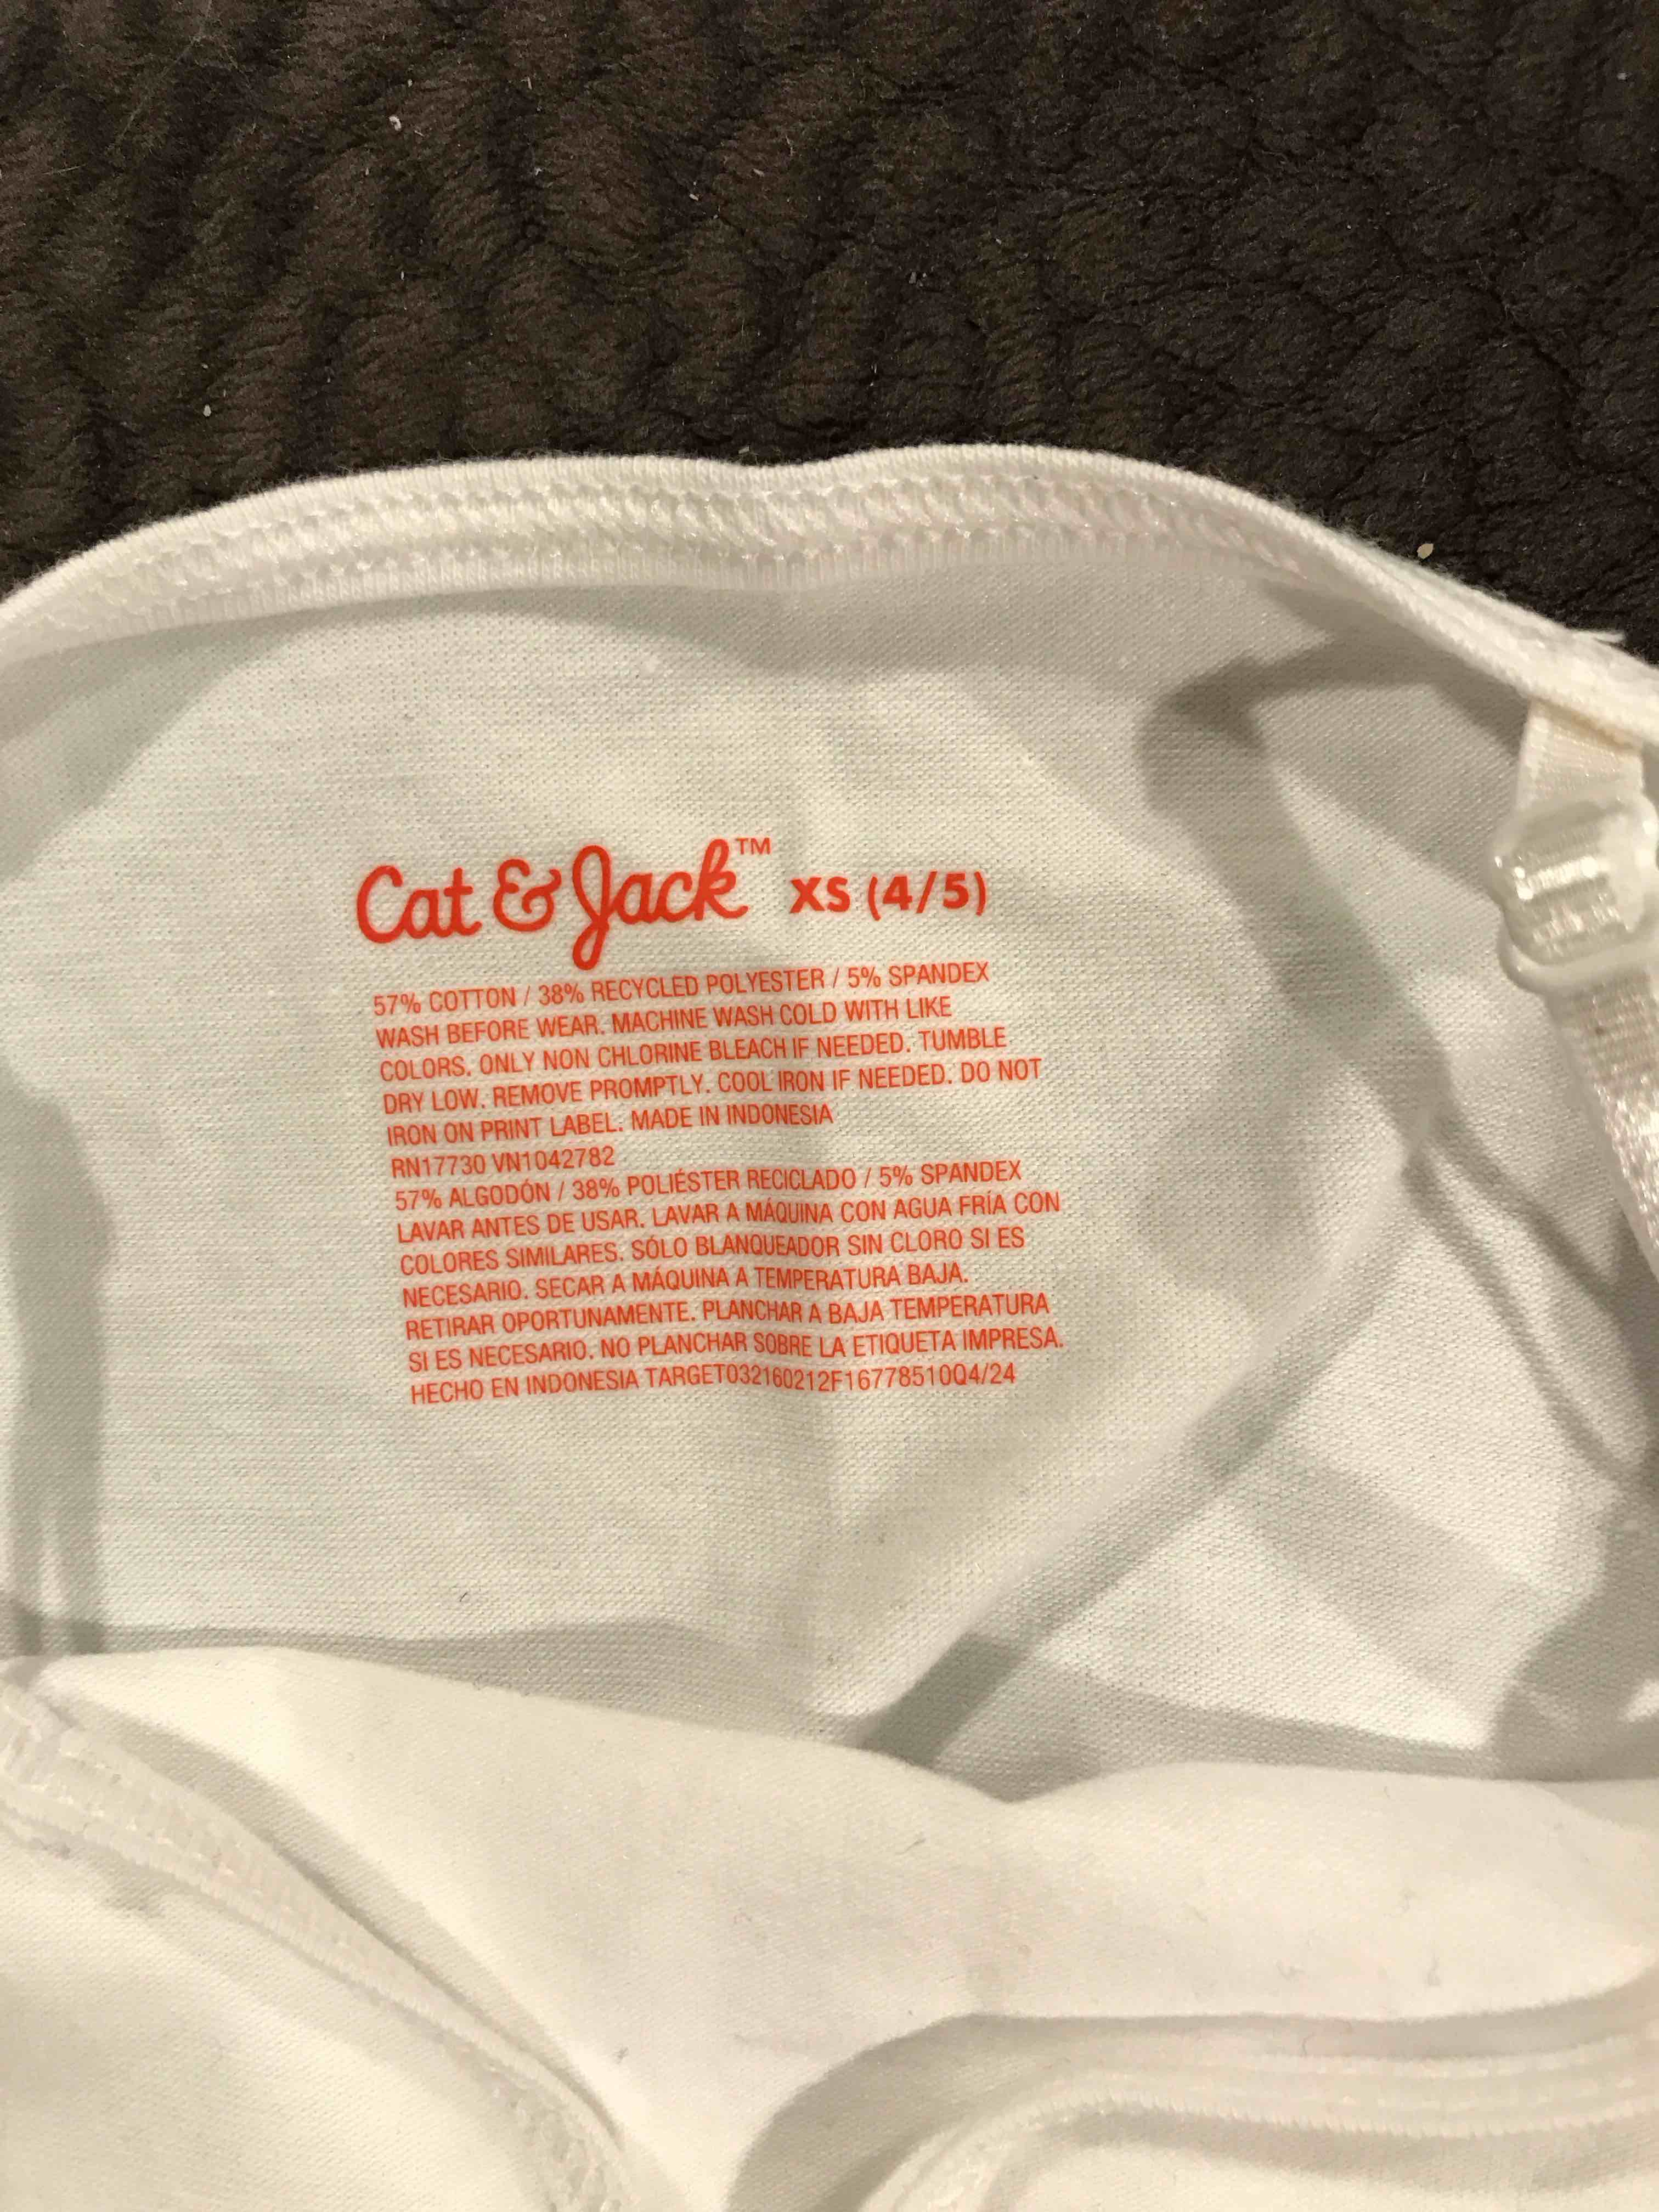 Cat & Jack™ XS (4/5)
57% COTTON / 38% RECYCLED POLYESTER / 5% SPANDEX
WASH BEFORE WEAR. MACHINE WASH COLD WITH LIKE
COLORS. ONLY NON CHLORINE BLEACH IF NEEDED. TUMBLE
DRY LOW. REMOVE PROMPTLY. COOL IRON IF NEEDED. DO NOT
IRON ON PRINT LABEL. MADE IN INDONESIA
RN17730 VN1042782
57% ALGODÓN / 38% POLIÉSTER RECICLADO / 5% SPANDEX
LAVAR ANTES DE USAR. LAVAR A MÁQUINA CON AGUA FRÍA CON
COLORES SIMILARES. SÓLO BLANQUEADOR SIN CLORO SI ES
NECESARIO. SECAR A MÁQUINA A TEMPERATURA BAJA.
RETIRAR OPORTUNAMENTE. PLANCHAR A BAJA TEMPERATURA
SI ES NECESARIO. NO PLANCHAR SOBRE LA ETIQUETA IMPRESA.
HECHO EN INDONESIA TARGET032160212F16778510Q4/24